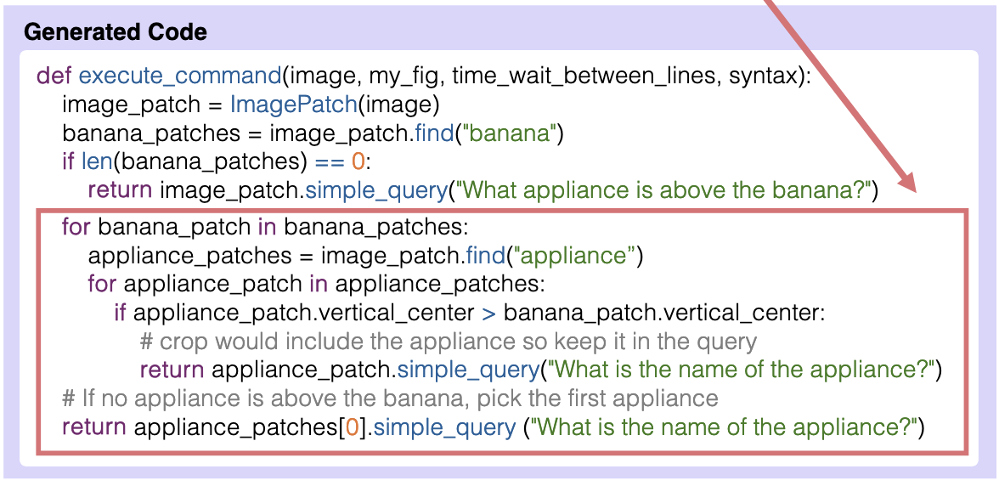 Generated Code
def execute_command(image, my_fig, time_wait_between_lines, syntax):
image_patch = ImagePatch(image)
banana_patches = image_patch.find("banana")
if len(banana_patches) == 0:
return image_patch.simple_query("What appliance is above the banana?")
for banana_patch in banana_patches:
appliance_patches = image_patch.find("appliance”)
for appliance_patch in appliance_patches:
if appliance_patch.vertical_center > banana_patch.vertical_center:
# crop would include the appliance so keep it in the query
return appliance_patch.simple_query("What is the name of the appliance?")
# If no appliance is above the banana, pick the first appliance
return appliance_patches[0].simple_query ("What is the name of the appliance?")